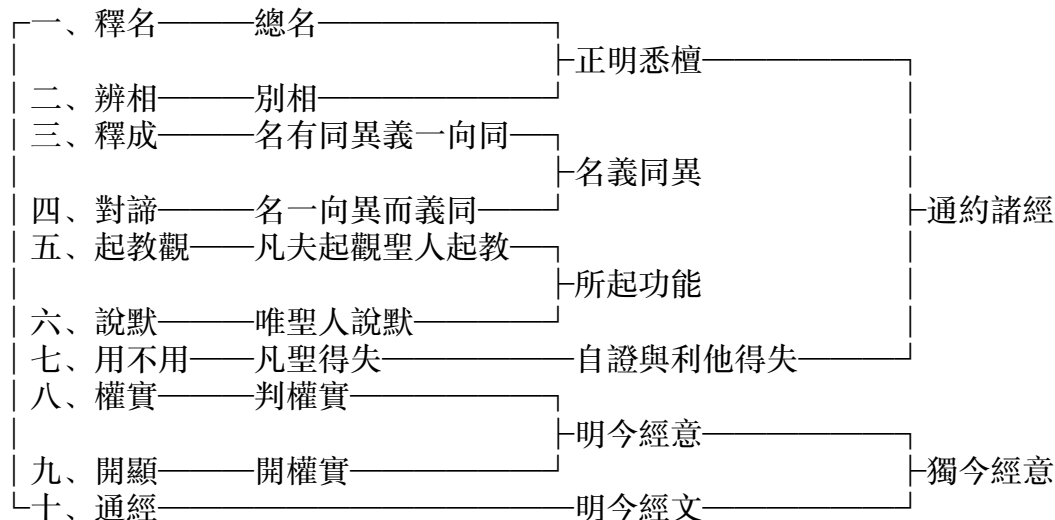 一、釋名 總名
正明悉檀
二、辨相 別相
三、釋成 名有同異義一向同
名義同異
四、對諦 名一向異而義同 通約諸經
五、起教觀 凡夫起觀聖人起教
所起功能
六、說默 唯聖人說默
七、用不用 凡聖得失 自證與利他得失
八、權實 判權實
明今經意
九、開顯 開權實 獨今經意
十、通經 明今經文